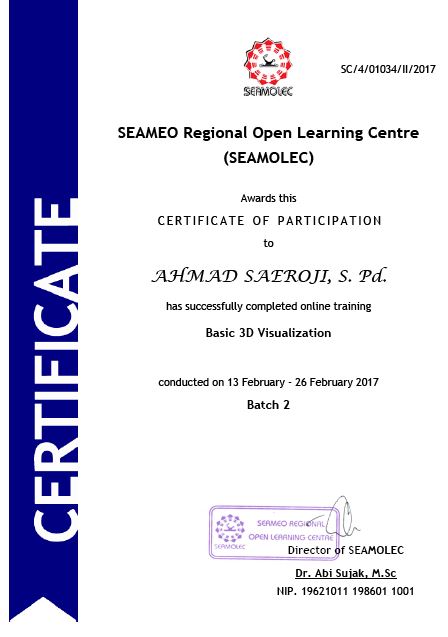 CERTIFICATE
SEAMOLEC
SC/4/01034/II/2017
SEAMEO Regional Open Learning Centre
(SEAMOLEC)
Awards this
CERTIFICATE OF PARTICIPATION
to
AHMAD SAEROJI, S. Pd.
has successfully completed online training
Basic 3D Visualization
conducted on 13 February - 26 February 2017
Batch 2
SEAMEO REGIONAL
OPEN LEARNING CENTRE
SEAMOLEC
Director of SEAMOLEC
Dr. Abi Sujak, M.Sc
NIP. 19621011 198601 1001